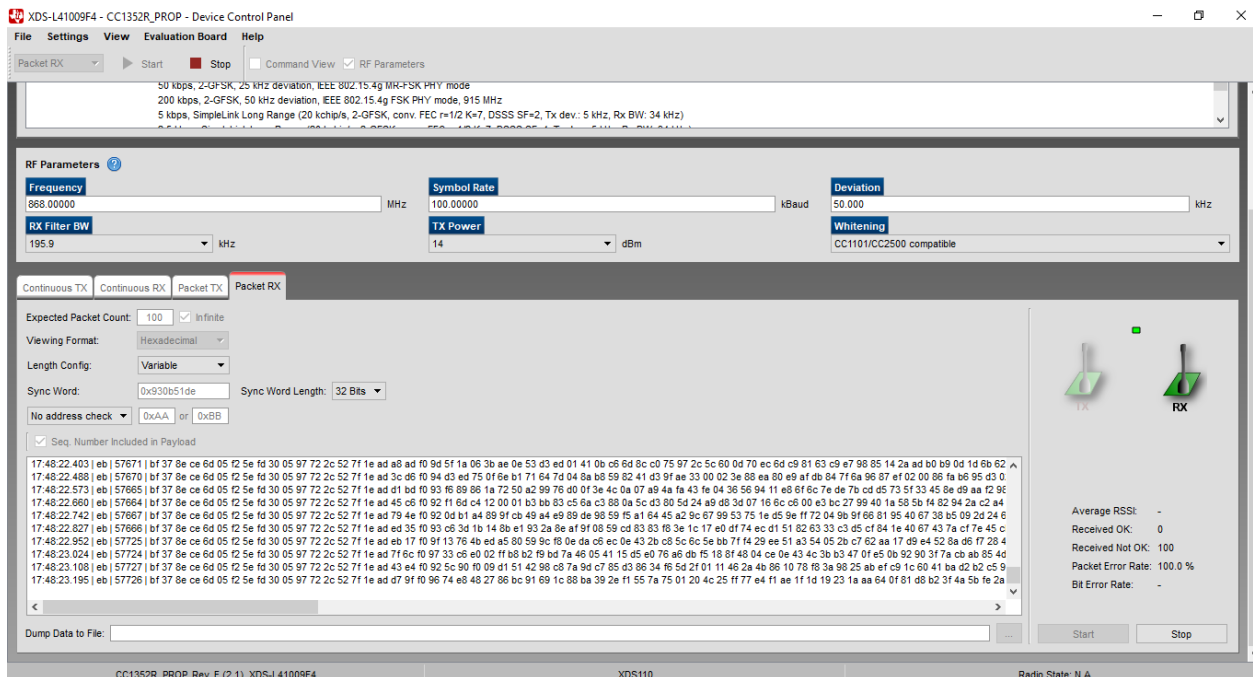 XDS-L41009F4 - CC1352R_PROP - Device Control Panel
File Settings View Evaluation Board Help
Packet RX Start Stop Command View RF Parameters
50 kbps, 2-GFSK, 25 kHz deviation, IEEE 802.15.4g MR-FSK PHY mode
200 kbps, 2-GFSK, 50 kHz deviation, IEEE 802.15.4g FSK PHY mode, 915 MHz
5 kbps, SimpleLink Long Range (20 kchip/s, 2-GFSK, conv. FEC r=1/2 K=7, DSSS SF=2, Tx dev.: 5 kHz, Rx BW: 34 kHz)
RF Parameters
Frequency Symbol Rate Deviation
868.00000 MHz 100.00000 kBaud 50.000 kHz
RX Filter BW TX Power Whitening
195.9 kHz 14 dBm CC1101/CC2500 compatible
Continuous TX Continuous RX Packet TX Packet RX
Expected Packet Count: 100 Infinite
Viewing Format: Hexadecimal
Length Config: Variable
Sync Word: 0x930b51de Sync Word Length: 32 Bits
No address check 0xAA or 0xBB
Seq. Number Included in Payload
TX RX
17:48:22.403 | eb | 57671 | bf 37 8e ce 6d 05 f2 5e fd 30 05 97 72 2c 52 7f 1e ad a8 ad f0 9d 5f 1a 06 3b ae 0e 53 d3 ed 01 41 0b c6 6d 8c c0 75 97 2c 5c 60 0d 70 ec 6d c9 81 63 c9 e7 98 85 14 2a ad b0 b9 0d 1d 6b 62
17:48:22.488 | eb | 57670 | bf 37 8e ce 6d 05 f2 5e fd 30 05 97 72 2c 52 7f 1e ad 3c d6 f0 94 d3 ed 75 0f 6e b1 71 64 7d 04 8a b8 59 82 41 d3 9f ae 33 00 02 3e 88 ea 80 e9 af db 84 7f 6a 96 87 ef 02 00 86 fa b6 95 d3
17:48:22.573 | eb | 57665 | bf 37 8e ce 6d 05 f2 5e fd 30 05 97 72 2c 52 7f 1e ad d1 bd f0 93 f6 89 86 1a 72 50 a2 99 76 d0 0f 3e 4c 0a 07 a9 4a fa 43 fe 04 36 56 94 11 e8 6f 6c 7e de 7b cd d5 73 5f 33 45 8e d9 aa f2
17:48:22.660 | eb | 57664 | bf 37 8e ce 6d 05 f2 5e fd 30 05 97 72 2c 52 7f 1e ad 45 c6 f0 92 f1 6d c4 12 00 01 b3 bb 83 c5 6a c3 88 0a 5c d3 80 5d 24 a9 d8 3d 07 16 6c c6 00 e3 bc 27 99 40 1a 58 5b f4 82 94 2a c2 a4
17:48:22.742 | eb | 57667 | bf 37 8e ce 6d 05 f2 5e fd 30 05 97 72 2c 52 7f 1e ad 79 4e f0 92 0d b1 a4 89 9f cb 49 a4 e9 89 de 98 59 f5 a1 64 45 a2 9c 67 99 53 75 1e d5 9e ff 72 04 9b 9f 66 81 95 40 67 38 b5 09 2d 24
17:48:22.827 | eb | 57666 | bf 37 8e ce 6d 05 f2 5e fd 30 05 97 72 2c 52 7f 1e ad ed 35 f0 93 c6 3d 1b 14 8b e1 93 2a 8e af 9f 08 59 cd 83 83 f8 3e 1c 17 e0 df 74 ec d1 51 82 63 33 c3 d5 cf 84 1e 40 67 43 7a cf 7e 45
17:48:22.952 | eb | 57725 | bf 37 8e ce 6d 05 f2 5e fd 30 05 97 72 2c 52 7f 1e ad eb 17 f0 9f 13 76 4b ed a5 80 59 9c f8 0e da c6 ec 0e 43 2b c8 5c 6c 5e bb 7f f4 29 ee 51 a3 54 05 2b c7 62 aa 17 d9 e4 52 8a d6 f7 28
17:48:23.024 | eb | 57724 | bf 37 8e ce 6d 05 f2 5e fd 30 05 97 72 2c 52 7f 1e ad 7f 6c f0 97 33 c6 e0 02 ff b8 b2 f9 bd 7a 46 05 41 15 d5 e0 76 a6 db f5 18 8f 48 04 ce 0e 43 4c 3b b3 47 0f e5 0b 92 90 3f 7a cb ab 85 4d
17:48:23.108 | eb | 57727 | bf 37 8e ce 6d 05 f2 5e fd 30 05 97 72 2c 52 7f 1e ad 43 e4 f0 92 5c 90 f0 09 d1 51 42 98 c8 7a 9d c7 85 d3 86 34 f6 5d 2f 01 11 46 2a 4b 86 10 78 f8 3a 98 25 ab ef c9 1c 60 41 ba d2 b2 c5
17:48:23.195 | eb | 57726 | bf 37 8e ce 6d 05 f2 5e fd 30 05 97 72 2c 52 7f 1e ad d7 9f f0 96 74 e8 48 27 86 bc 91 69 1c 88 ba 39 2e f1 55 7a 75 01 20 4c 25 ff 77 e4 f1 ae 1f 1d 19 23 1a aa 64 0f 81 d8 b2 3f 4a 5b fe 2a
Average RSSI: -
Received OK: 0
Received Not OK: 100
Packet Error Rate: 100.0 %
Bit Error Rate: -
Dump Data to File: ... Start Stop
CC1352R_PROP, Rev. E (2.1), XDS-L41009F4 XDS110 Radio State: N.A.